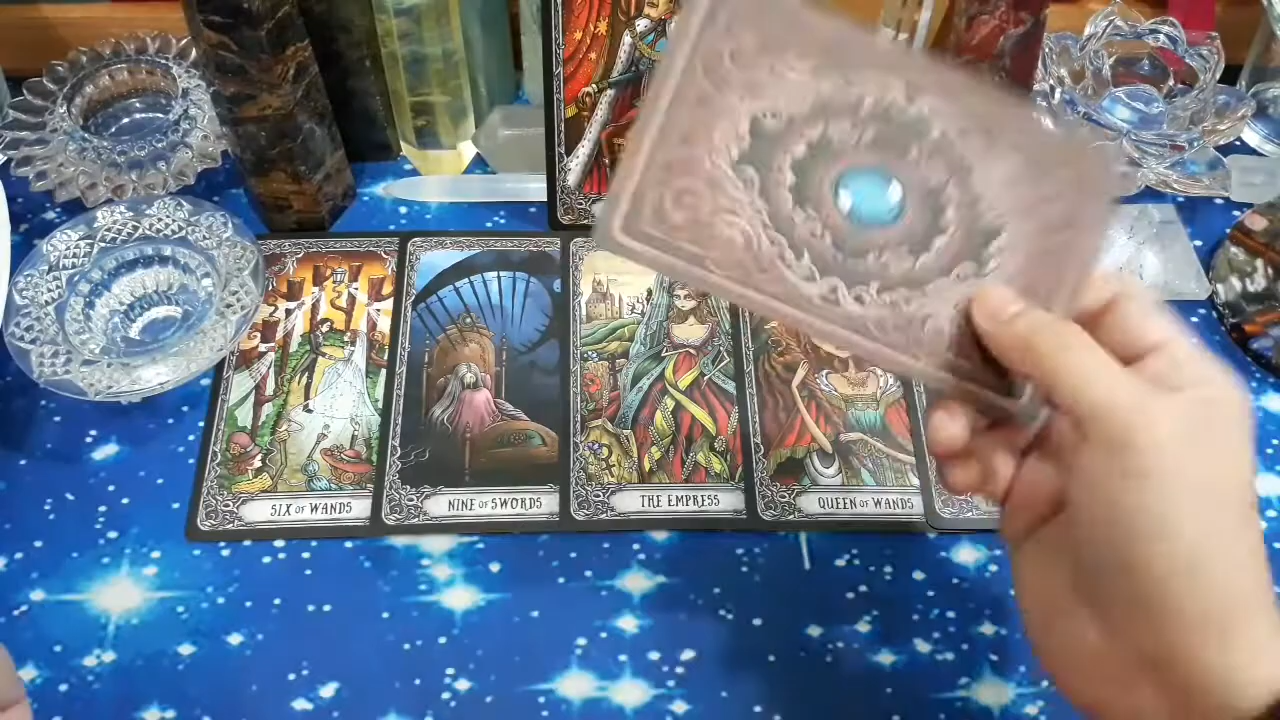 SIX OF WANDS
NINE OF SWORDS
THE EMPRESS
QUEEN OF WANDS